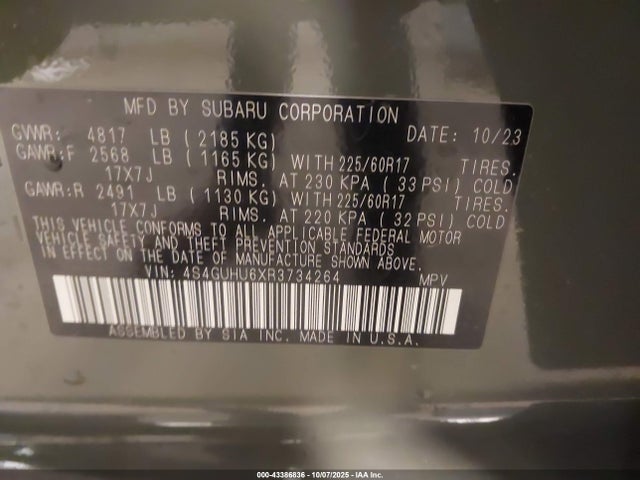 MFD BY SUBARU CORPORATION
GVWR: 4817 LB (2185 KG) DATE: 10/23
GAWR:F 2568 LB (1165 KG) WITH 225/60R17 TIRES.
17X7J RIMS. AT 230 KPA (33 PSI) COLD
GAWR:R 2491 LB (1130 KG) WITH 225/60R17 TIRES.
17X7J RIMS. AT 220 KPA (32 PSI) COLD
THIS VEHICLE CONFORMS TO ALL APPLICABLE FEDERAL MOTOR
VEHICLE SAFETY AND THEFT PREVENTION STANDARDS
IN EFFECT ON THE DATE OF MANUFACTURE SHOWN ABOVE.
VIN: 4S4GUHU6XR3734264 MPV
ASSEMBLED BY SIA INC. MADE IN U.S.A.
000-43386836 - 10/07/2025 - IAA Inc.